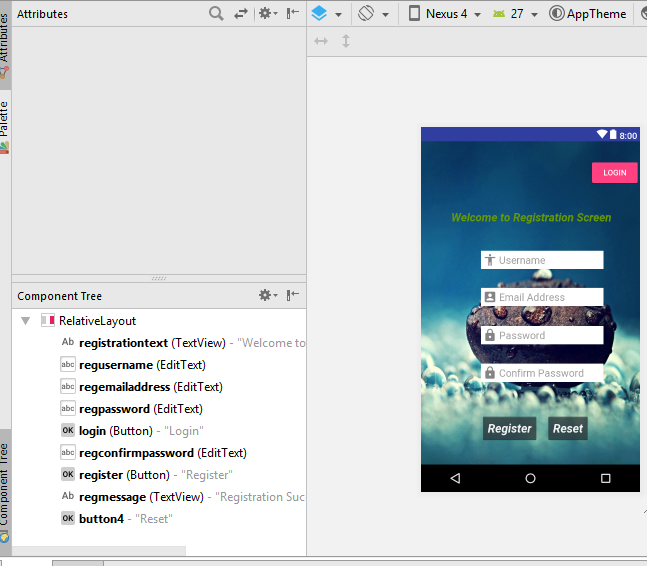 Attributes
Nexus 4
27
AppTheme
Attributes
Palette
8:00
LOGIN
Welcome to Registration Screen
Username
Email Address
Password
Confirm Password
Register Reset
Component Tree
Component Tree
RelativeLayout
Ab registrationtext (TextView) - "Welcome to
abc regusername (EditText)
abc regemailaddress (EditText)
abc regpassword (EditText)
OK login (Button) - "Login"
abc regconfirmpassword (EditText)
OK register (Button) - "Register"
Ab regmessage (TextView) - "Registration Suc
OK button4 - "Reset"